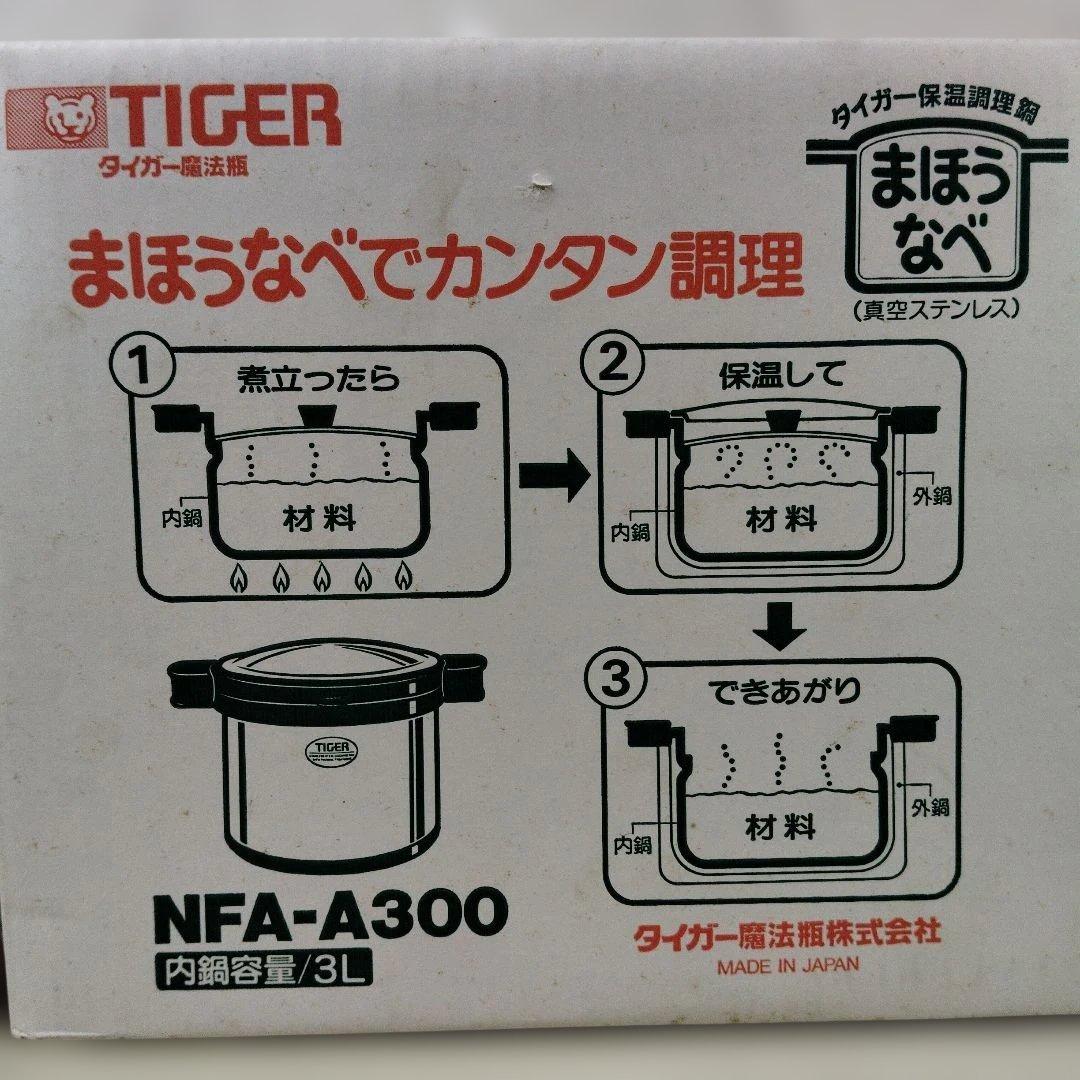 TIGER
タイガー魔法瓶
タイガー保温調理鍋
まほう
なべ
(真空ステンレス)
まほうなべでカンタン調理
1
煮立ったら
内鍋
材料
2
保温して
内鍋
材料
外鍋
3
できあがり
内鍋
材料
外鍋
TIGER
NFA-A300
内鍋容量/3L
タイガー魔法瓶株式会社
MADE IN JAPAN